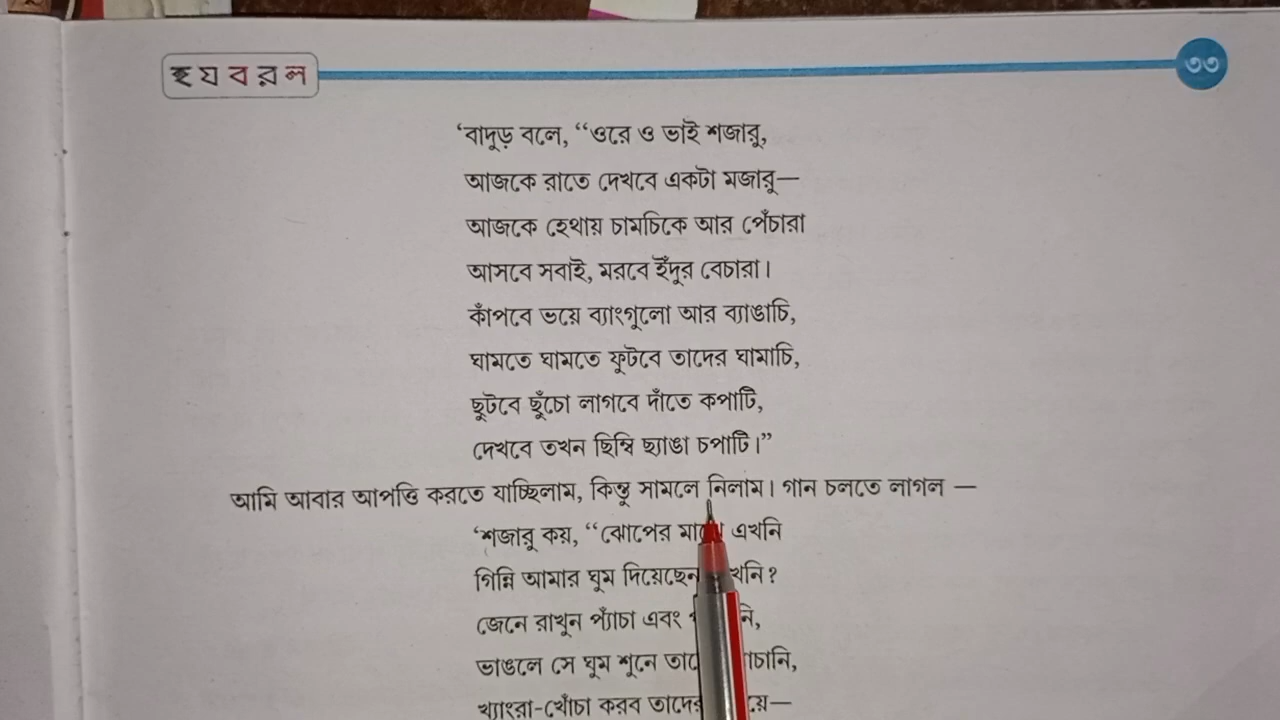 হ য ব র ল
৩৩
‘বাদুড় বলে, “ওরে ও ভাই শজারু,
আজকে রাতে দেখবে একটা মজারু—
আজকে হেথায় চামচিকে আর পেঁচারা
আসবে সবাই, মরবে ইঁদুর বেচারা।
কাঁপবে ভয়ে ব্যাংগুলো আর ব্যাঙাচি,
ঘামতে ঘামতে ফুটবে তাদের ঘামাচি,
ছুটবে ছুঁচো লাগবে দাঁতে কপাটি,
দেখবে তখন ছিম্বি ছ্যাঙা চপাটি।”
আমি আবার আপত্তি করতে যাচ্ছিলাম, কিন্তু সামলে নিলাম। গান চলতে লাগল —
‘শজারু কয়, “ঝোপের এখনি
গিন্নি আমার ঘুম দিয়েছেন
জেনে রাখুন প্যাঁচা এবং
ভাঙলে সে ঘুম শুনে
খ্যাংরা-খোঁচা করব তাদের